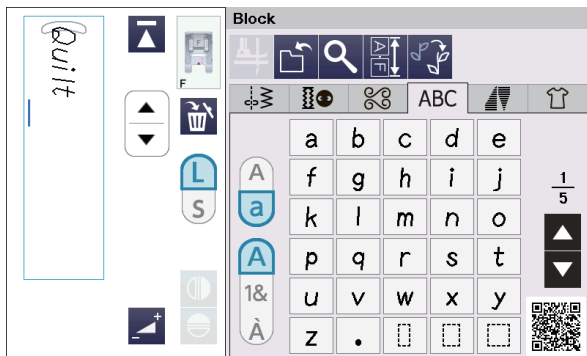 Block
Quilt
F
L
S
A
a
A
1&
À
ABC
a b c d e
f g h i j
k l m n o
p q r s t
u v w x y
z .
1
5